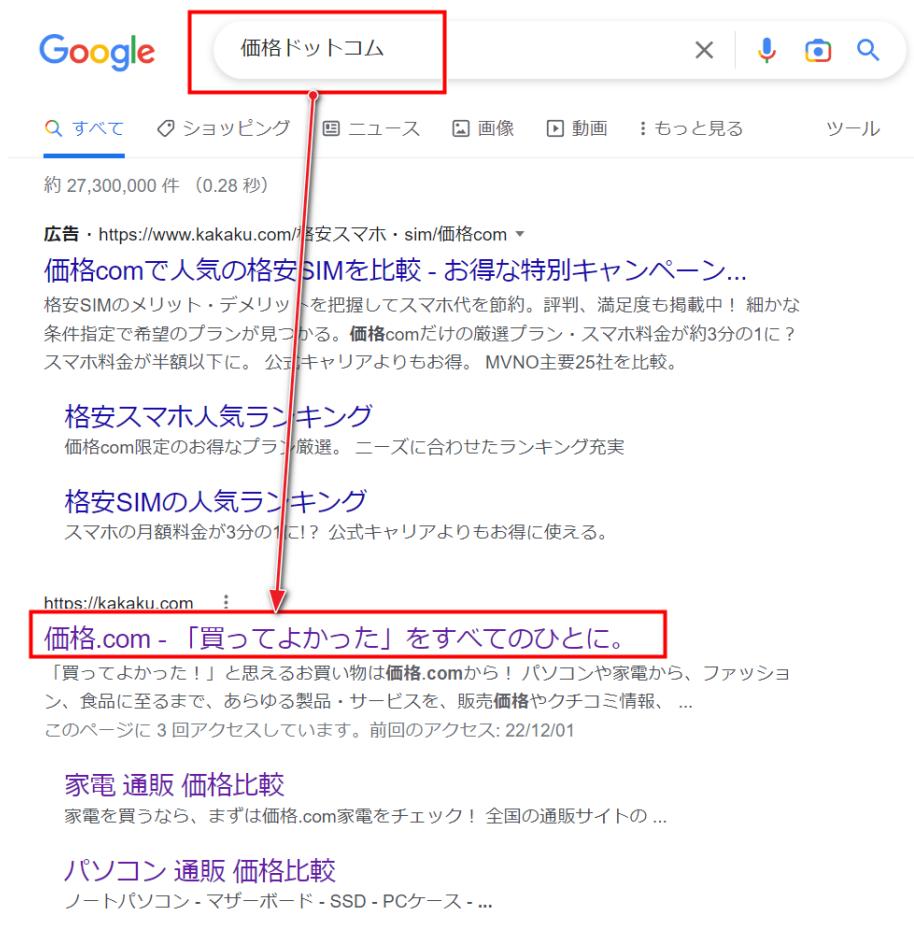 Google
価格ドットコム
すべて ショッピング ニュース 画像 動画 もっと見る ツール
約 27,300,000 件 （0.28 秒）
広告・https://www.kakaku.com/格安スマホ・sim/価格com
価格comで人気の格安SIMを比較 - お得な特別キャンペーン...
格安SIMのメリット・デメリットを把握してスマホ代を節約。評判、満足度も掲載中！ 細かな
条件指定で希望のプランが見つかる。価格comだけの厳選プラン・スマホ料金が約3分の1に？
スマホ料金が半額以下に。 公式キャリアよりもお得。 MVNO主要25社を比較。
格安スマホ人気ランキング
価格com限定のお得なプラン厳選。 ニーズに合わせたランキング充実
格安SIMの人気ランキング
スマホの月額料金が3分の1に!？ 公式キャリアよりもお得に使える。
https://kakaku.com
価格.com - 「買ってよかった」をすべてのひとに。
「買ってよかった！」と思えるお買い物は価格.comから！ パソコンや家電から、ファッショ
ン、食品に至るまで、あらゆる製品・サービスを、販売価格やクチコミ情報、 ...
このページに 3 回アクセスしています。前回のアクセス: 22/12/01
家電 通販 価格比較
家電を買うなら、まずは価格.com家電をチェック！ 全国の通販サイトの ...
パソコン 通販 価格比較
ノートパソコン - マザーボード - SSD - PCケース - ...